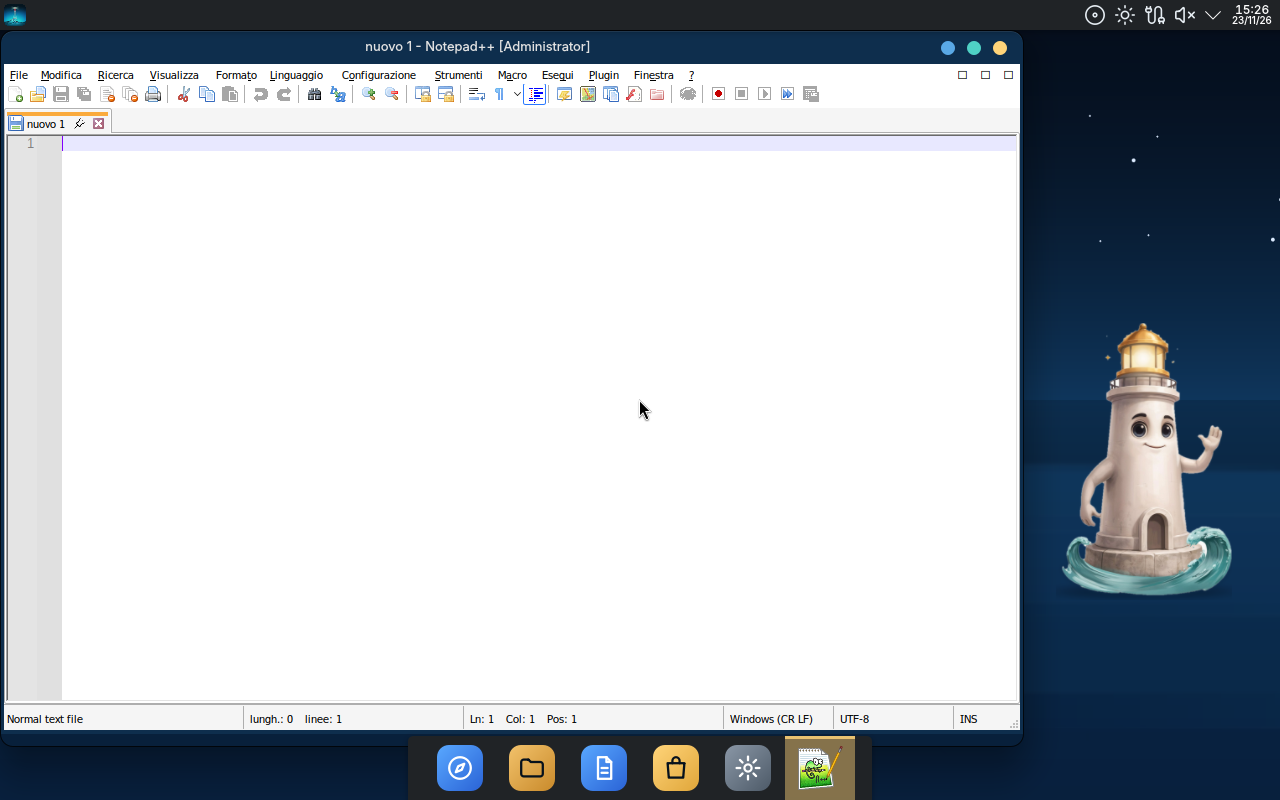 15:26
23/11/26
nuovo 1 - Notepad++ [Administrator]
File Modifica Ricerca Visualizza Formato Linguaggio Configurazione Strumenti Macro Esegui Plugin Finestra ?
nuovo 1
1
Normal text file lungh.: 0 linee: 1 Ln: 1 Col: 1 Pos: 1 Windows (CR LF) UTF-8 INS